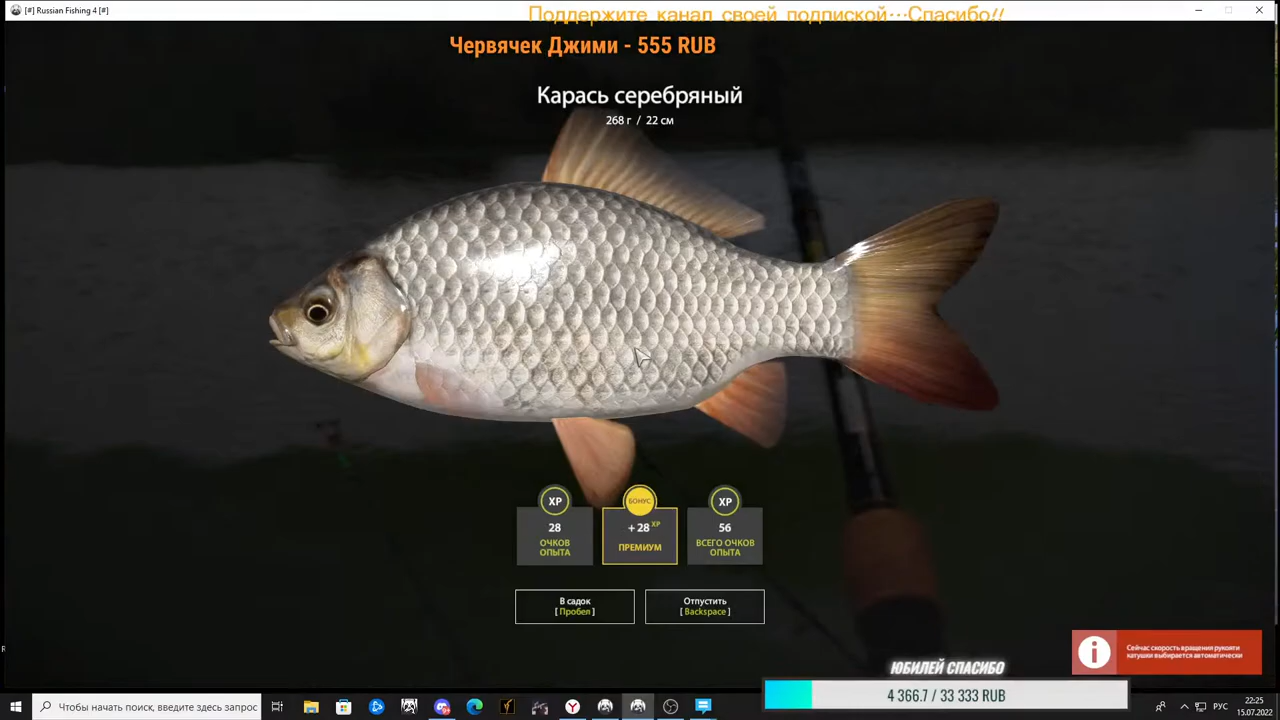 [#] Russian Fishing 4 [#]
Поддержите канал своей подпиской...Спасибо!!
Червячек Джими - 555 RUB
Карась серебряный
268 г / 22 см
XP
БОНУС
XP
28
+28 XP
56
ОЧКОВ ОПЫТА
ПРЕМИУМ
ВСЕГО ОЧКОВ ОПЫТА
В садок
[ Пробел ]
Отпустить
[ Backspace ]
Сейчас скорость вращения рукояти
катушки выбирается автоматически
ЮБИЛЕЙ СПАСИБО
4 366.7 / 33 333 RUB
Чтобы начать поиск, введите здесь запрос
РУС
22:25
15.07.2022